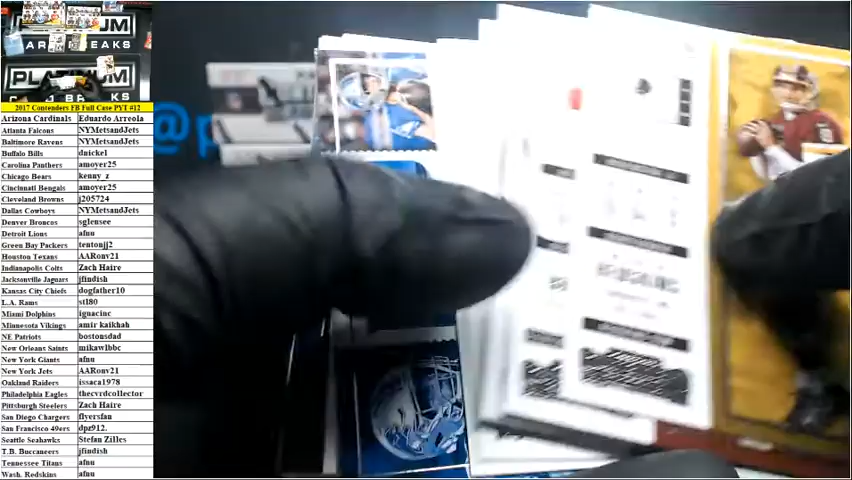 PLATINUM
CARD BREAKS
PLATINUM
2017 Contenders FB Full Case PYT #12
Arizona Cardinals Eduardo Arreola
Atlanta Falcons NYMetsandJets
Baltimore Ravens NYMetsandJets
Buffalo Bills dnickel
Carolina Panthers amoyer25
Chicago Bears kenny_z
Cincinnati Bengals amoyer25
Cleveland Browns j205724
Dallas Cowboys NYMetsandJets
Denver Broncos sglensee
Detroit Lions afnu
Green Bay Packers tentonjj2
Houston Texans AARonv21
Indianapolis Colts Zach Haire
Jacksonville Jaguars jfindish
Kansas City Chiefs dogfather10
L.A. Rams stl80
Miami Dolphins ignacinc
Minnesota Vikings amir kaikhah
NE Patriots bostonsdad
New Orleans Saints mikawlbbc
New York Giants afnu
New York Jets AARonv21
Oakland Raiders issaca1978
Philadelphia Eagles thecvrdcollector
Pittsburgh Steelers Zach Haire
San Diego Chargers flyersfan
San Francisco 49ers dpz912.
Seattle Seahawks Stefan Zilles
T.B. Buccaneers jfindish
Tennessee Titans afnu
Wash. Redskins afnu
@p